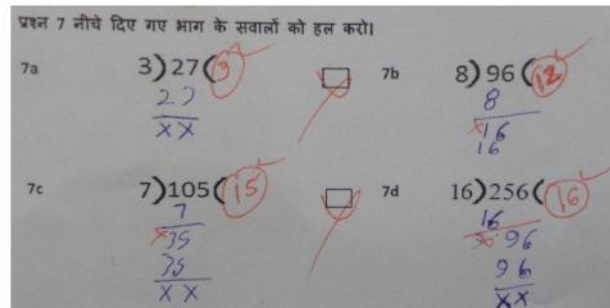 प्रश्न 7 नीचे दिए गए भाग के सवालों को हल करो।
7a 3)27(9
27
XX
7b 8)96(12
8
×16
16
7c 7)105(15
7
×35
35
XX
7d 16)256(16
16
× 96
96
XX